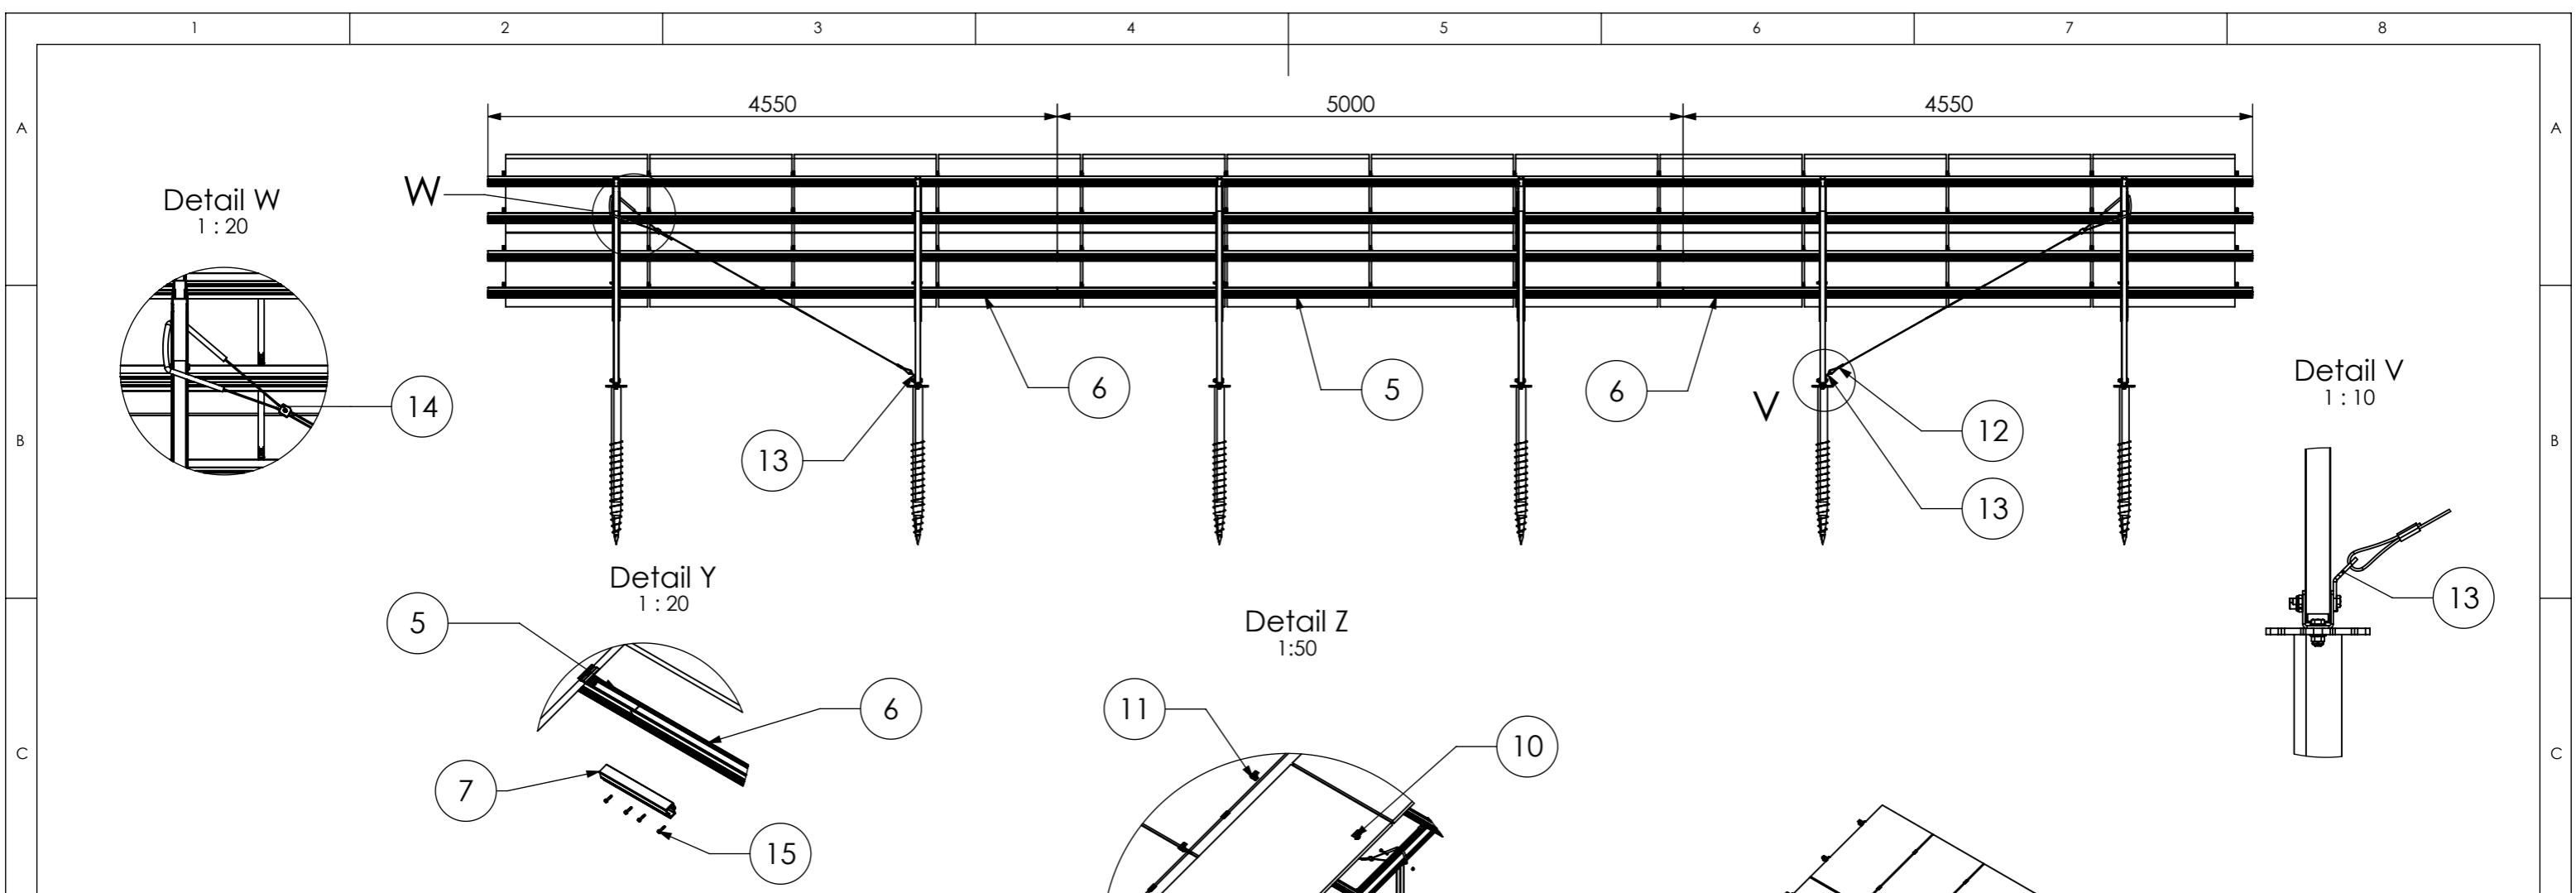 1 2 3 4 5 6 7 8
4550 5000 4550
A A
W
Detail W
1 : 20
Detail V
1 : 10
6 5 6
14
V
12
B B
13
13
Detail Y
1 : 20
13
5
Detail Z
1:50
6
11
10
C C
7
15